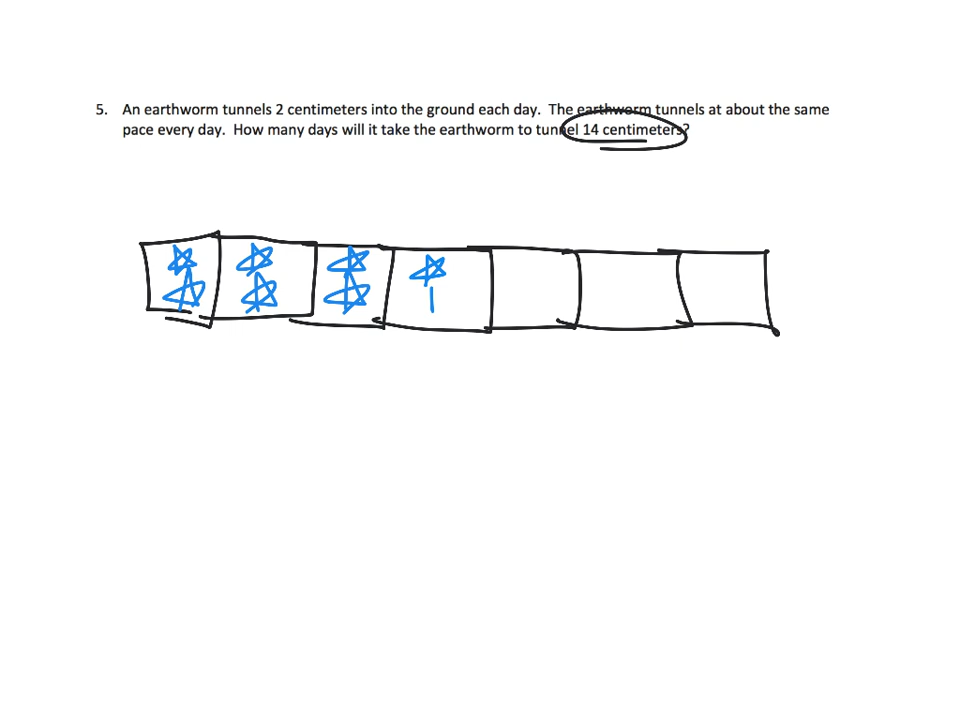 5. An earthworm tunnels 2 centimeters into the ground each day. The earthworm tunnels at about the same
pace every day. How many days will it take the earthworm to tunnel 14 centimeters?